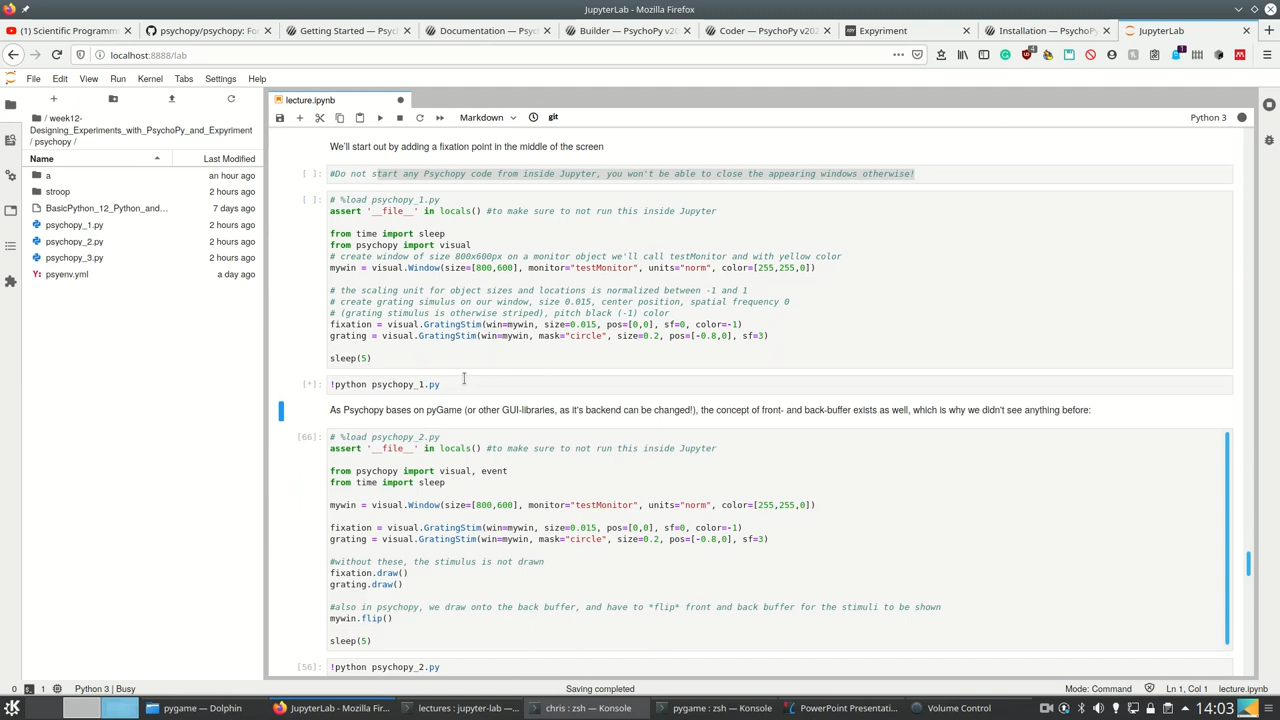 JupyterLab - Mozilla Firefox
(1) Scientific Programm
psychopy/psychopy: For
Getting Started — Psyc
Documentation — Psyc
Builder — PsychoPy v20
Coder — PsychoPy v202
Expyriment
Installation — PsychoPy
JupyterLab
localhost:8888/lab
File Edit View Run Kernel Tabs Settings Help
/ week12-
Designing_Experiments_with_PsychoPy_and_Expyriment
/ psychopy /
Name Last Modified
a an hour ago
stroop 2 hours ago
BasicPython_12_Python_and... 7 days ago
psychopy_1.py 2 hours ago
psychopy_2.py 2 hours ago
psychopy_3.py 2 hours ago
Y: psyenv.yml a day ago
lecture.ipynb
Markdown git Python 3
We'll start out by adding a fixation point in the middle of the screen
[ ]: #Do not start any Psychopy code from inside Jupyter, you won't be able to close the appearing windows otherwise!
[ ]: # %load psychopy_1.py
assert '__file__' in locals() #to make sure to not run this inside Jupyter
from time import sleep
from psychopy import visual
# create window of size 800x600px on a monitor object we'll call testMonitor and with yellow color
mywin = visual.Window(size=[800,600], monitor="testMonitor", units="norm", color=[255,255,0])
# the scaling unit for object sizes and locations is normalized between -1 and 1
# create grating simulus on our window, size 0.015, center position, spatial frequency 0
# (grating stimulus is otherwise striped), pitch black (-1) color
fixation = visual.GratingStim(win=mywin, size=0.015, pos=[0,0], sf=0, color=-1)
grating = visual.GratingStim(win=mywin, mask="circle", size=0.2, pos=[-0.8,0], sf=3)
sleep(5)
[*]: !python psychopy_1.py
As Psychopy bases on pyGame (or other GUI-libraries, as it's backend can be changed!), the concept of front- and back-buffer exists as well, which is why we didn't see anything before:
[66]: # %load psychopy_2.py
assert '__file__' in locals() #to make sure to not run this inside Jupyter
from psychopy import visual, event
from time import sleep
mywin = visual.Window(size=[800,600], monitor="testMonitor", units="norm", color=[255,255,0])
fixation = visual.GratingStim(win=mywin, size=0.015, pos=[0,0], sf=0, color=-1)
grating = visual.GratingStim(win=mywin, mask="circle", size=0.2, pos=[-0.8,0], sf=3)
#without these, the stimulus is not drawn
fixation.draw()
grating.draw()
#also in psychopy, we draw onto the back buffer, and have to *flip* front and back buffer for the stimuli to be shown
mywin.flip()
sleep(5)
[56]: !python psychopy_2.py
0 1 Python 3 | Busy Saving completed Mode: Command Ln 1, Col 1 lecture.ipynb
pygame — Dolphin
JupyterLab - Mozilla Fir...
lectures : jupyter-lab —...
chris : zsh — Konsole
pygame : zsh — Konsole
PowerPoint Presentati...
Volume Control
14:03